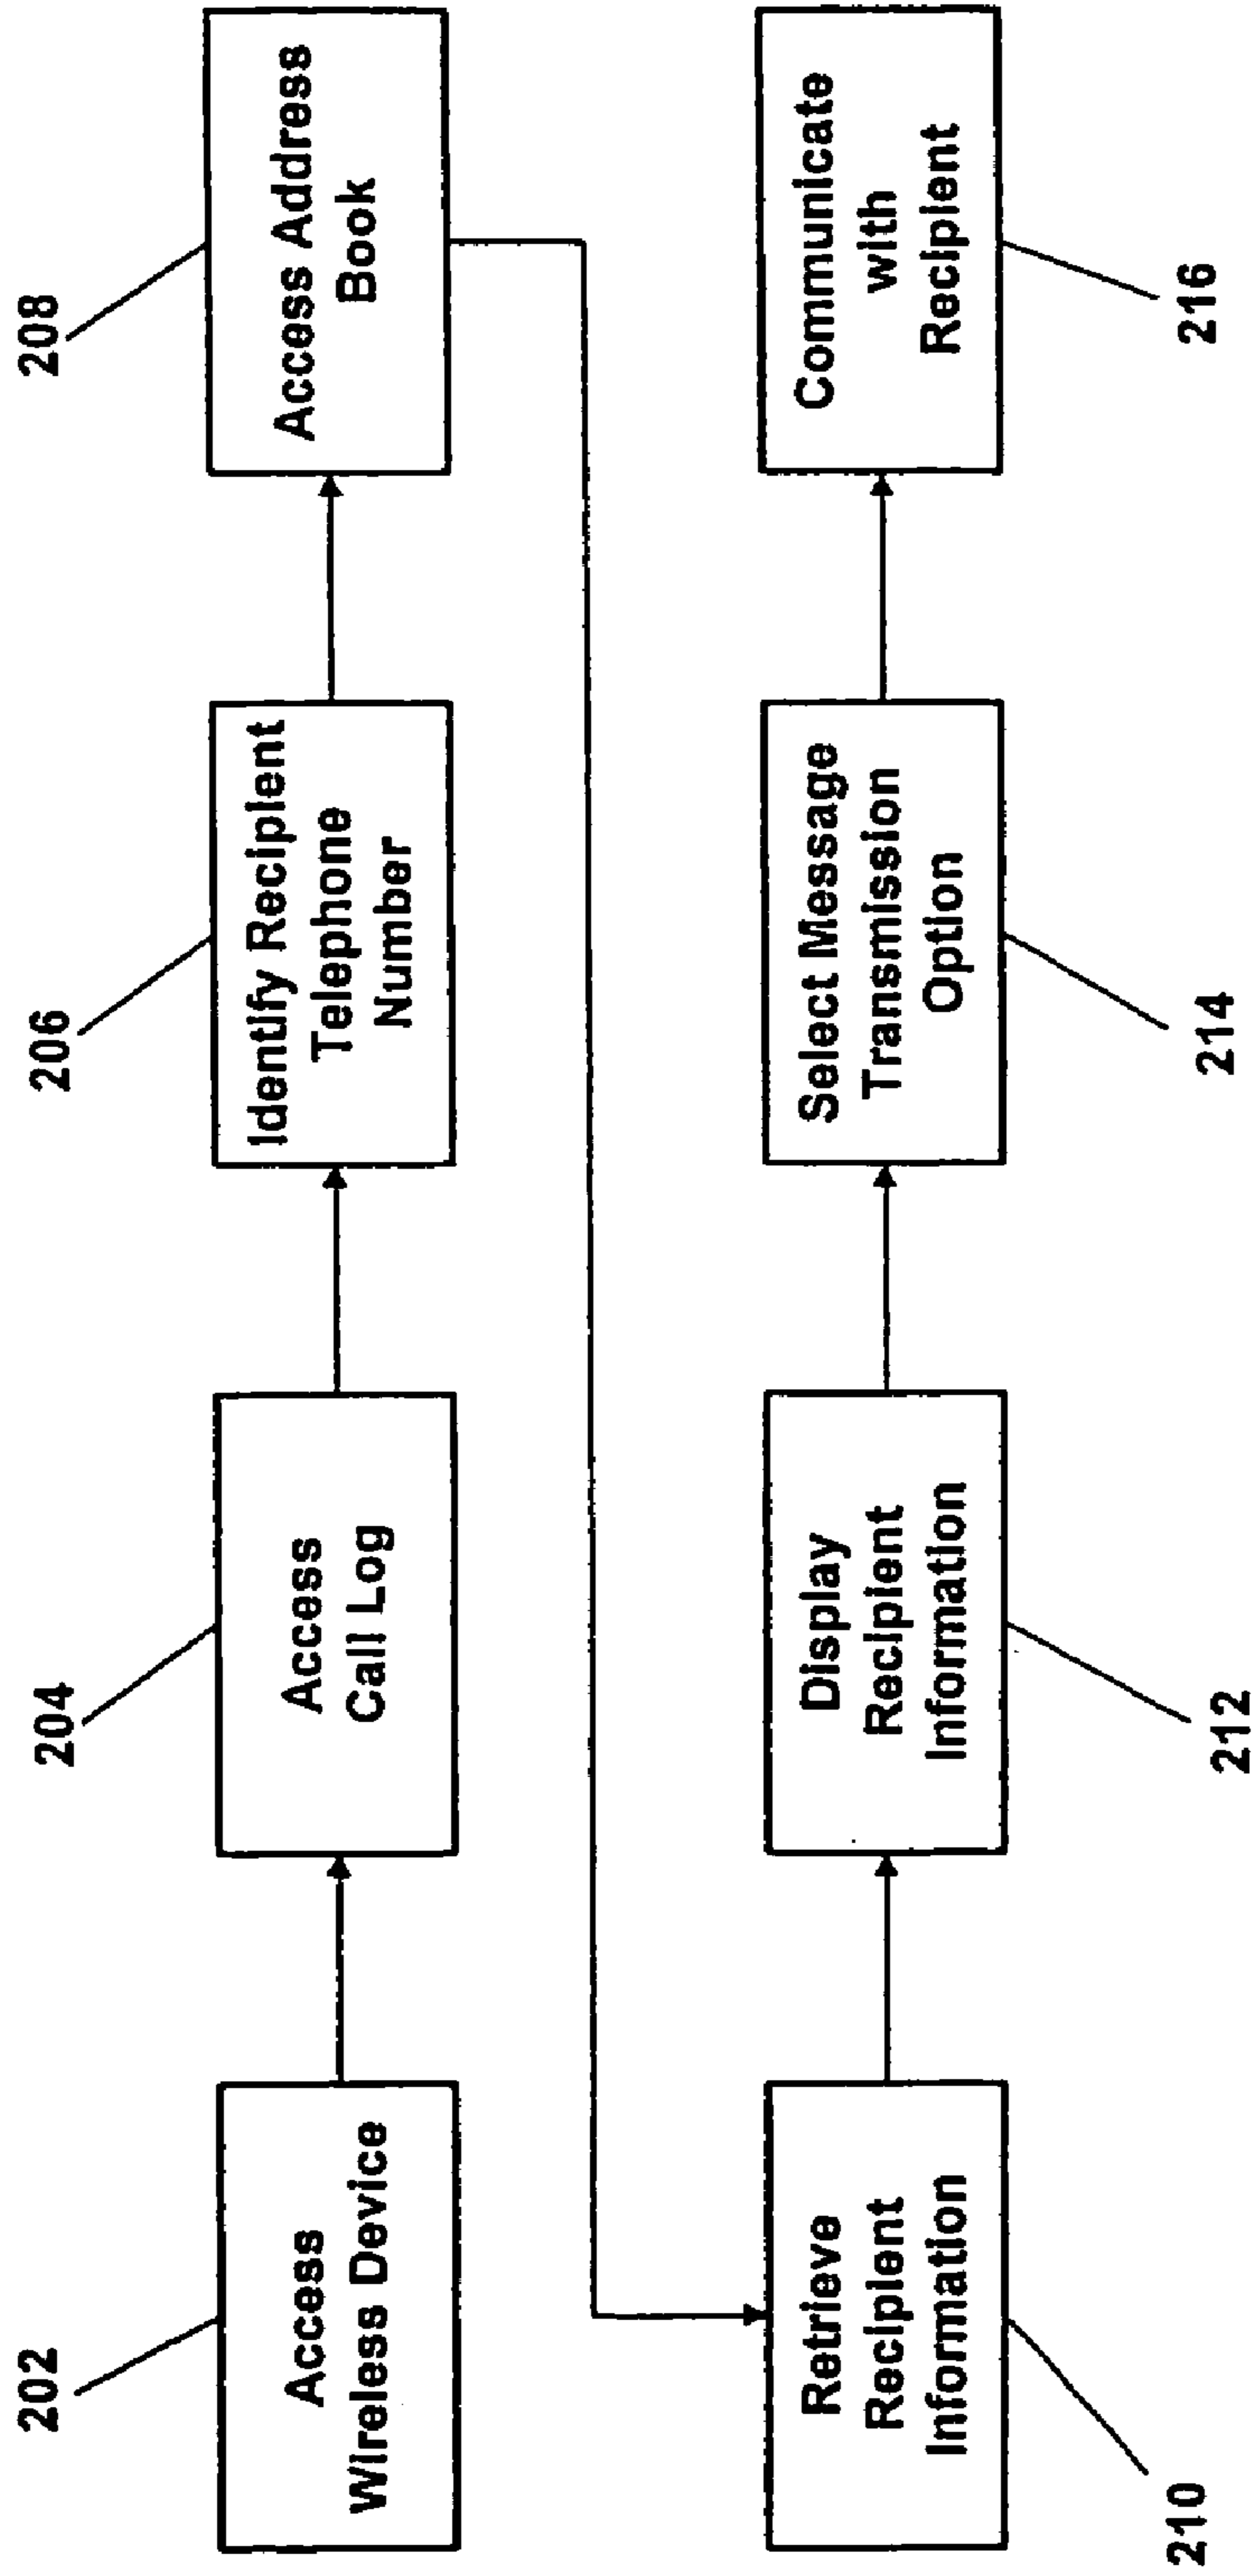 202
Access
Wireless Device
204
Access
Call Log
206
Identify Recipient
Telephone
Number
208
Access Address
Book
Retrieve
Recipient
Information
210
Display
Recipient
Information
212
Select Message
Transmission
Option
214
Communicate
with
Recipient
216